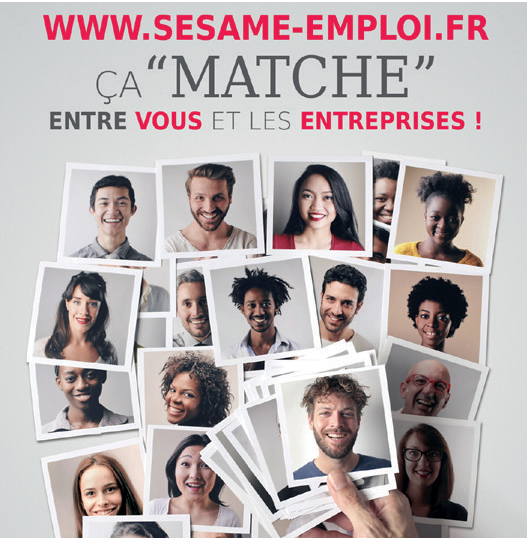 WWW.SESAME-EMPLOI.FR
ÇA “MATCHE”
ENTRE VOUS ET LES ENTREPRISES !